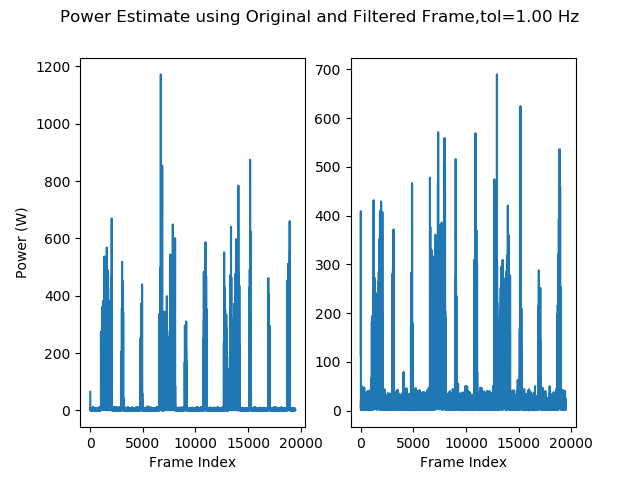 Power Estimate using Original and Filtered Frame,tol=1.00 Hz
1200
1000
800
600
400
200
0
Power (W)
0 5000 10000 15000 20000
Frame Index
700
600
500
400
300
200
100
0
0 5000 10000 15000 20000
Frame Index